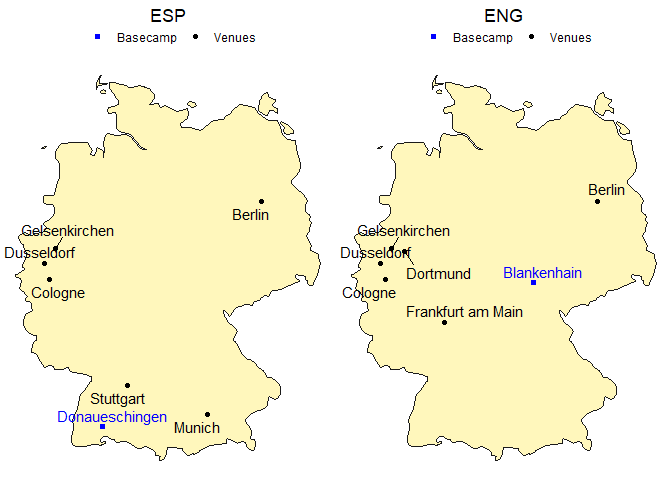 ESP
Basecamp Venues
Berlin
Gelsenkirchen
Dusseldorf
Cologne
Stuttgart
Donaueschingen
Munich
ENG
Basecamp Venues
Berlin
Gelsenkirchen
Dusseldorf
Dortmund
Blankenhain
Cologne
Frankfurt am Main